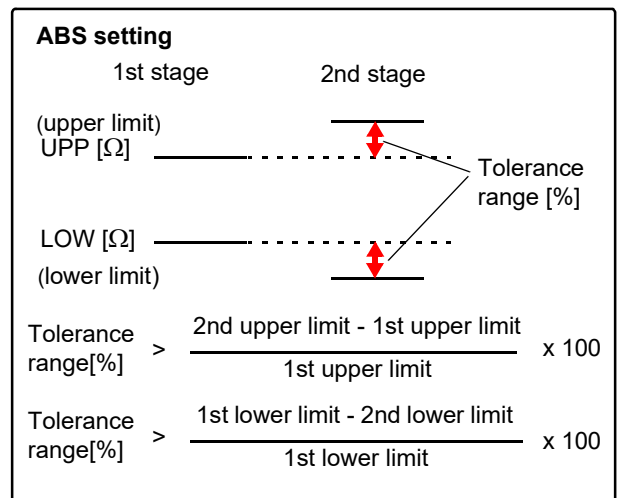 ABS setting
1st stage 2nd stage
(upper limit)
UPP [Ω]
Tolerance
range [%]
LOW [Ω]
(lower limit)
Tolerance
range[%] > 2nd upper limit - 1st upper limit x 100
1st upper limit
Tolerance
range[%] > 1st lower limit - 2nd lower limit x 100
1st lower limit